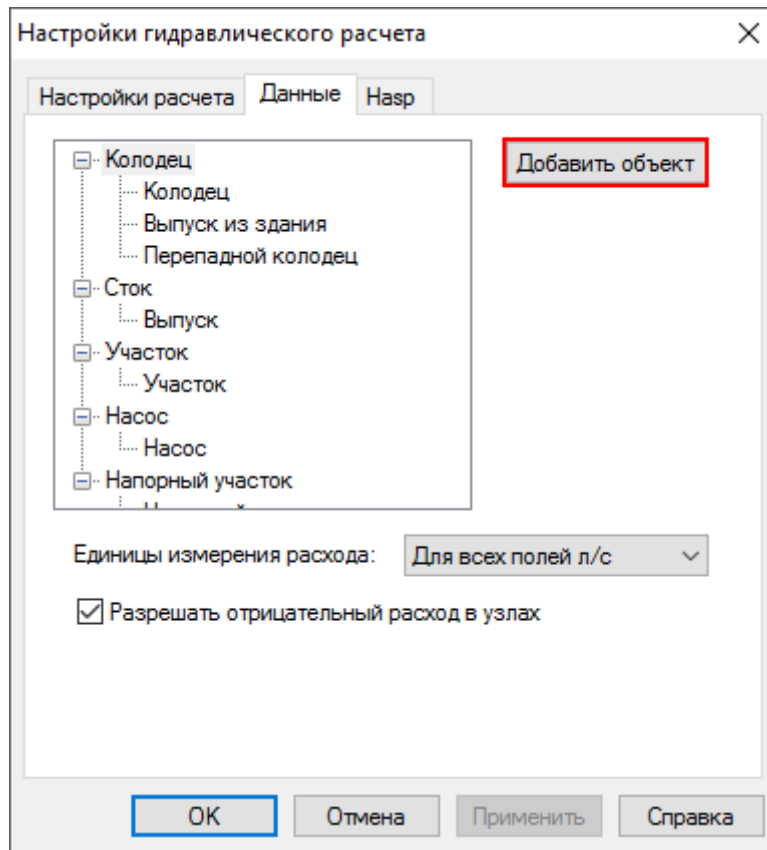 Настройки гидравлического расчета
Настройки расчета Данные Hasp
Колодец
Добавить объект
Колодец
Выпуск из здания
Перепадной колодец
Сток
Выпуск
Участок
Участок
Насос
Насос
Напорный участок
Единицы измерения расхода: Для всех полей л/с
Разрешать отрицательный расход в узлах
OK Отмена Применить Справка